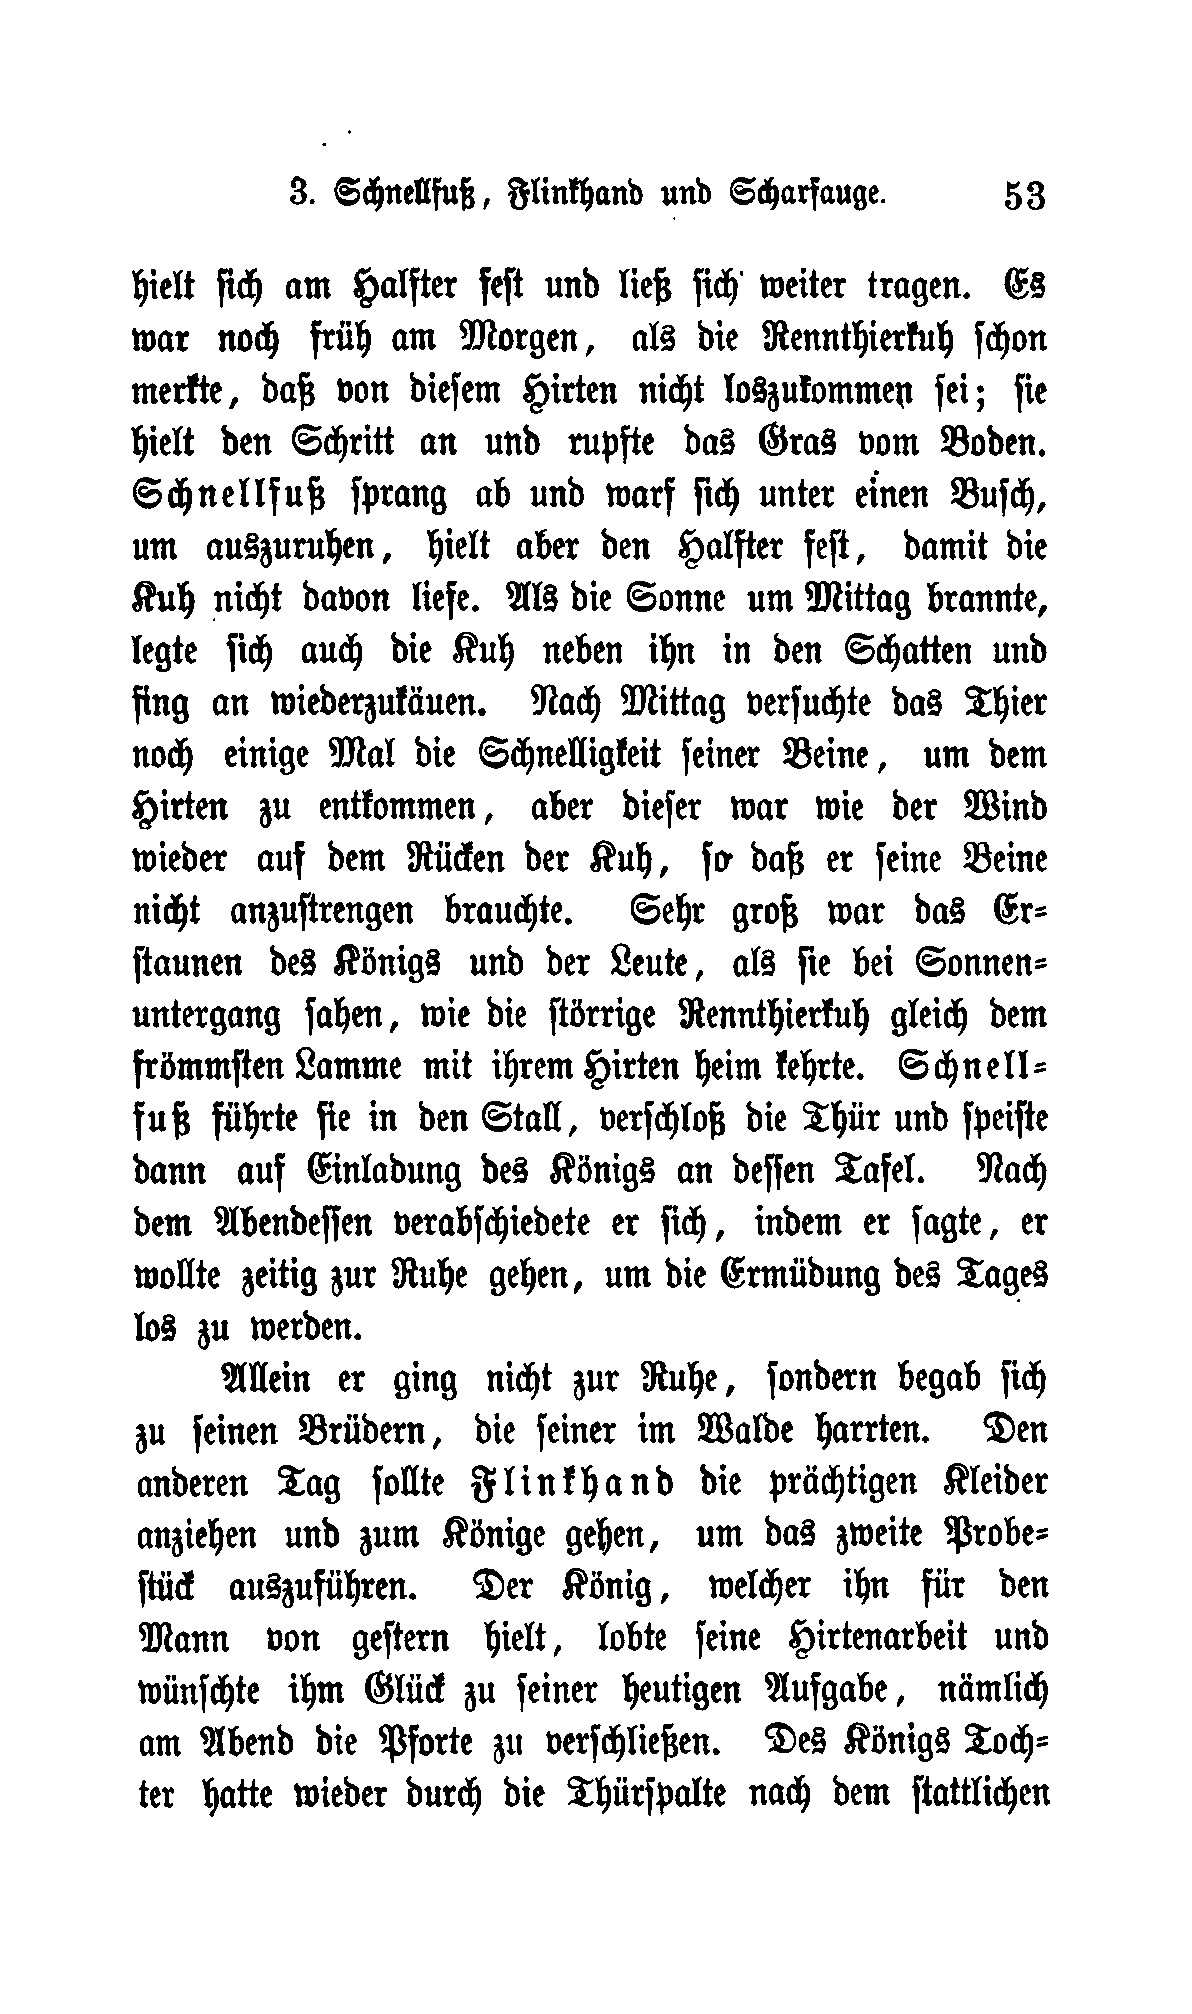 3. Schnellfuß, Flinkhand und Scharfauge. 53
hielt sich am Halfter fest und ließ sich weiter tragen. Es
war noch früh am Morgen, als die Rennthierkuh schon
merkte, daß von diesem Hirten nicht loszukommen sei; sie
hielt den Schritt an und rupfte das Gras vom Boden.
Schnellfuß sprang ab und warf sich unter einen Busch,
um auszuruhen, hielt aber den Halfter fest, damit die
Kuh nicht davon liefe. Als die Sonne um Mittag brannte,
legte sich auch die Kuh neben ihn in den Schatten und
fing an wiederzukäuen. Nach Mittag versuchte das Thier
noch einige Mal die Schnelligkeit seiner Beine, um dem
Hirten zu entkommen, aber dieser war wie der Wind
wieder auf dem Rücken der Kuh, so daß er seine Beine
nicht anzustrengen brauchte. Sehr groß war das Er-
staunen des Königs und der Leute, als sie bei Sonnen-
untergang sahen, wie die störrige Rennthierkuh gleich dem
frömmsten Lamme mit ihrem Hirten heim kehrte. Schnell-
fuß führte sie in den Stall, verschloß die Thür und speiste
dann auf Einladung des Königs an dessen Tafel. Nach
dem Abendessen verabschiedete er sich, indem er sagte, er
wollte zeitig zur Ruhe gehen, um die Ermüdung des Tages
los zu werden.
Allein er ging nicht zur Ruhe, sondern begab sich
zu seinen Brüdern, die seiner im Walde harrten. Den
anderen Tag sollte Flinkhand die prächtigen Kleider
anziehen und zum Könige gehen, um das zweite Probe-
stück auszuführen. Der König, welcher ihn für den
Mann von gestern hielt, lobte seine Hirtenarbeit und
wünschte ihm Glück zu seiner heutigen Aufgabe, nämlich
am Abend die Pforte zu verschließen. Des Königs Toch-
ter hatte wieder durch die Thürspalte nach dem stattlichen